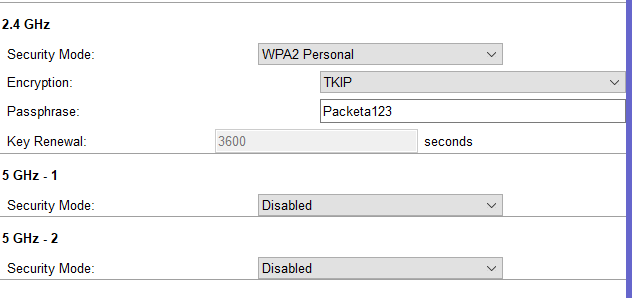 2.4 GHz
Security Mode: WPA2 Personal
Encryption: TKIP
Passphrase: Packeta123
Key Renewal: 3600 seconds
5 GHz - 1
Security Mode: Disabled
5 GHz - 2
Security Mode: Disabled